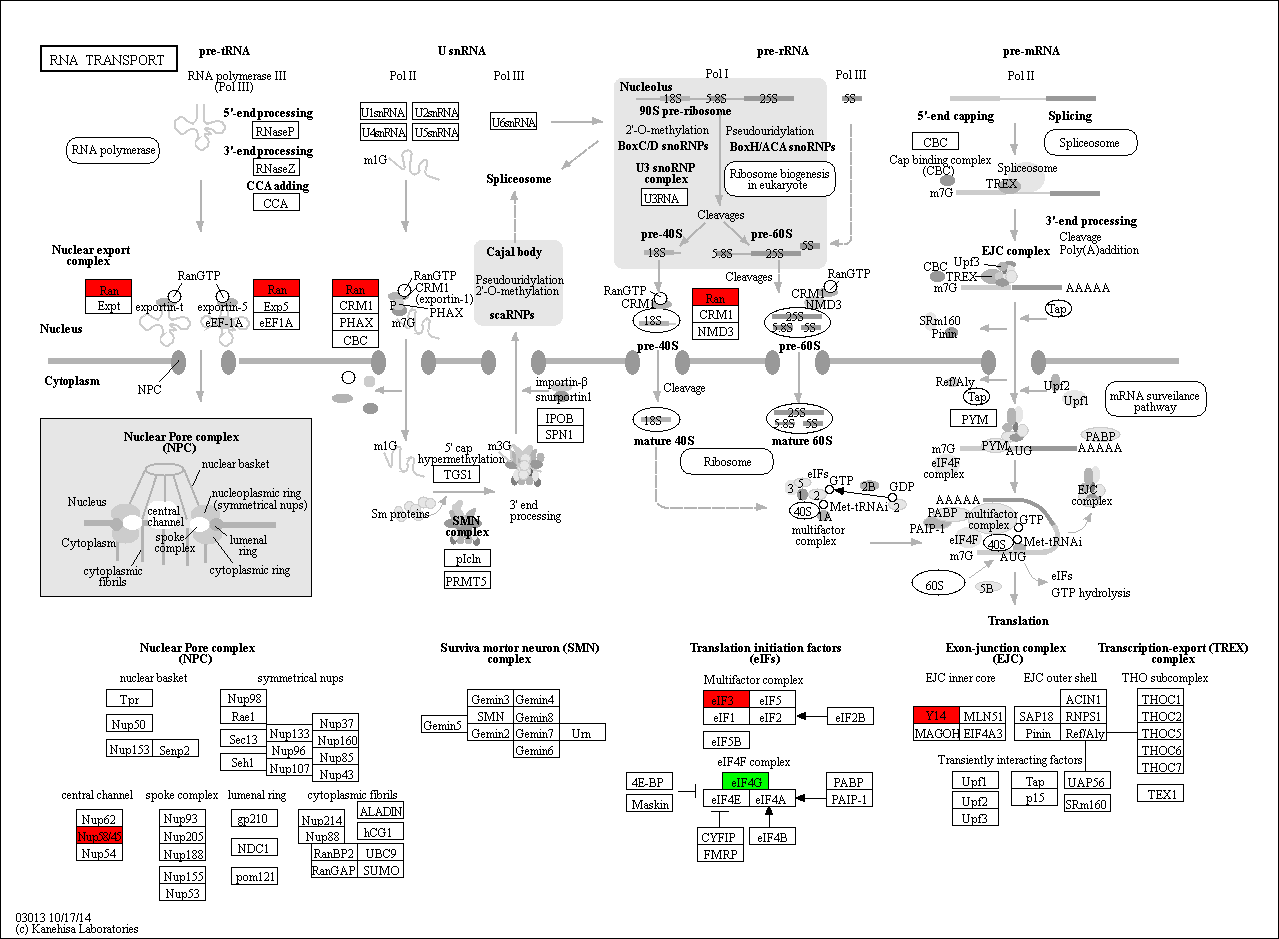 RNA TRANSPORT
pre-tRNA
RNA polymerase III
(Pol III)
RNA polymerase
5'-end processing
RNaseP
3'-end processing
RNaseZ
CCA adding
CCA
Nuclear export
complex
Ran
Expt
RanGTP
exportin-t
exportin-5
eEF-1A
Ran
Exp5
eEF1A
Nucleus
Cytoplasm
NPC
U snRNA
Pol II
Pol III
U1snRNA
U2snRNA
U4snRNA
U5snRNA
U6snRNA
m1G
Spliceosome
Cajal body
Pseudouridylation
2'-O-methylation
scaRNPs
Ran
CRM1
PHAX
CBC
RanGTP
CRM1
(exportin-1)
P
PHAX
m7G
importin-β
snurportin1
IPOB
SPN1
m1G
5' cap
hypermethylation
TGS1
m3G
Sm proteins
SMN
complex
3' end
processing
pIcln
PRMT5
pre-rRNA
Pol I
Pol III
Nucleolus
18S
5.8S
25S
5S
90S pre-ribosome
2'-O-methylation
Pseudouridylation
BoxC/D snoRNPs
BoxH/ACA snoRNPs
U3 snoRNP
complex
U3RNA
Ribosome biogenesis
in eukaryote
Cleavages
pre-40S
pre-60S
18S
5.8S
25S
5S
Cleavages
RanGTP
CRM1
18S
Ran
CRM1
NMD3
RanGTP
CRM1
NMD3
25S
5.8S
5S
pre-40S
pre-60S
Cleavage
18S
25S
5.8S
5S
mature 40S
mature 60S
Ribosome
eIFs
3
5
1
2
GTP
2B
GDP
40S
Met-tRNAi
2
1A
multifactor
complex
pre-mRNA
Pol II
5'-end capping
Splicing
CBC
Spliceosome
Cap binding complex
(CBC)
Spliceosome
TREX
m7G
3'-end processing
Cleavage
Poly(A)addition
EJC complex
CBC
Upf3
TREX
m7G
AAAAA
Tap
SRm160
Pinin
Ref/Aly
Tap
Upf2
Upf1
mRNA surveilance
pathway
PYM
m7G
PYM
AUG
PABP
AAAAA
eIF4F
complex
EJC
complex
AAAAA
PABP
PAIP-1
multifactor
complex
GTP
eIF4F
40S
Met-tRNAi
m7G
AUG
60S
5B
eIFs
GTP hydrolysis
Translation
Nuclear Pore complex
(NPC)
nuclear basket
Nucleus
nucleoplasmic ring
(symmetrical nups)
central
channel
spoke
complex
lumenal
ring
Cytoplasm
cytoplasmic
fibrils
cytoplasmic ring
Nuclear Pore complex
(NPC)
nuclear basket
symmetrical nups
Tpr
Nup50
Nup153
Senp2
Nup98
Rae1
Sec13
Seh1
Nup133
Nup96
Nup107
Nup37
Nup160
Nup85
Nup43
central channel
spoke complex
lumenal ring
cytoplasmic fibrils
Nup62
Nup58/45
Nup54
Nup93
Nup205
Nup188
Nup155
Nup53
gp210
NDC1
pom121
Nup214
Nup88
ALADIN
hCG1
RanBP2
UBC9
RanGAP
SUMO
Surviva mortor neuron (SMN)
complex
Gemin5
Gemin3
Gemin4
SMN
Gemin8
Gemin2
Gemin7
Urn
Gemin6
Translation initiation factors
(eIFs)
Multifactor complex
eIF3
eIF5
eIF1
eIF2
eIF2B
eIF5B
eIF4F complex
4E-BP
Maskin
eIF4G
eIF4E
eIF4A
PABP
PAIP-1
CYFIP
FMRP
eIF4B
Exon-junction complex
(EJC)
EJC inner core
EJC outer shell
Y14
MLN51
MAGOH
EIF4A3
ACIN1
SAP18
RNPS1
Pinin
Ref/Aly
Transiently interacting factors
Upf1
Upf2
Upf3
Tap
p15
UAP56
SRm160
Transcription-export (TREX)
complex
THO subcomplex
THOC1
THOC2
THOC5
THOC6
THOC7
TEX1
03013 10/17/14
(c) Kanehisa Laboratories